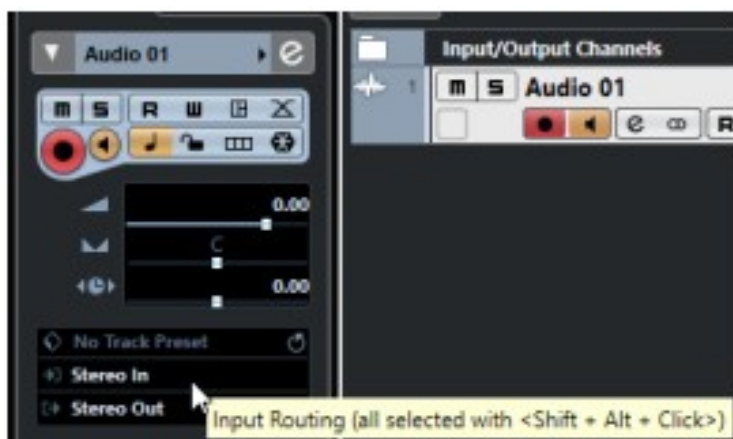 Audio 01
M S R W
0.00
C
0.00
No Track Preset
Stereo In
Stereo Out
Input Routing (all selected with <Shift + Alt + Click>)
Input/Output Channels
1 M S Audio 01
e R